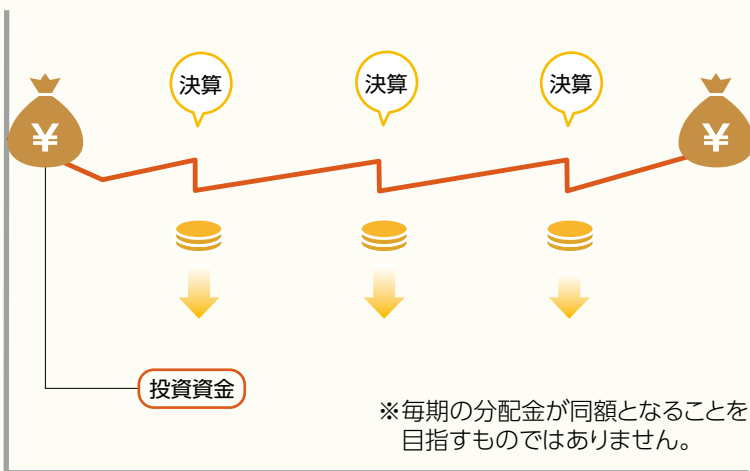 決算
決算
決算
¥
¥
投資資金
※毎期の分配金が同額となることを
目指すものではありません。